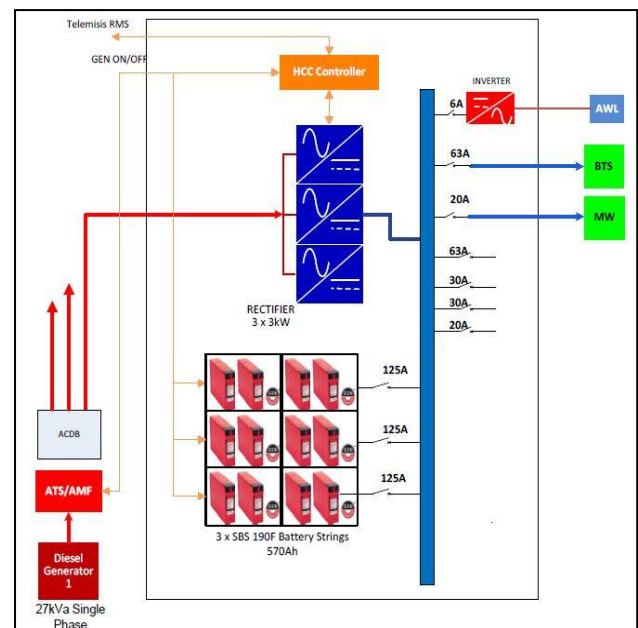 Telemisis RMS
GEN ON/OFF
HCC Controller
INVERTER
6A
AWL
63A
BTS
20A
MW
63A
30A
30A
20A
RECTIFIER
3 x 3kW
125A
125A
125A
ACDB
ATS/AMF
3 x SBS 190F Battery Strings
570Ah
Diesel
Generator
1
27kVa Single
Phase